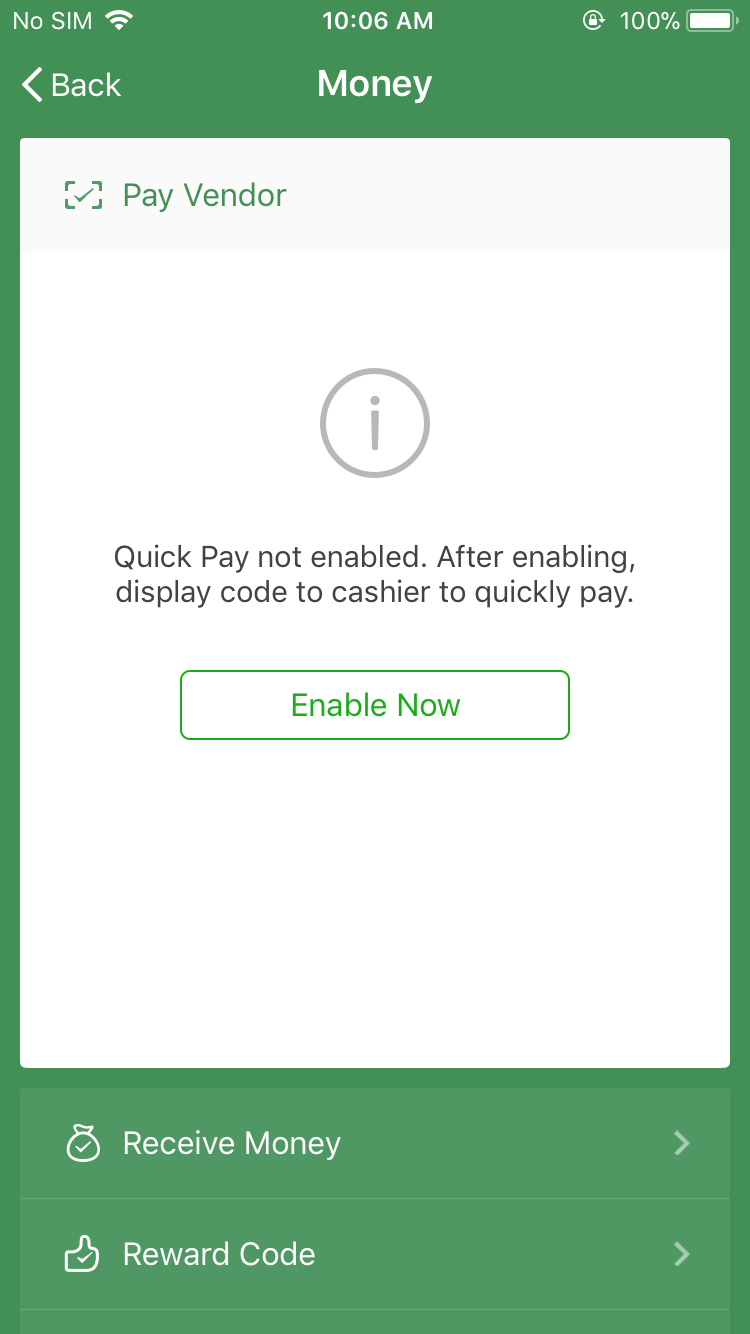 No SIM 10:06 AM 100%
Back Money
Pay Vendor
Quick Pay not enabled. After enabling,
display code to cashier to quickly pay.
Enable Now
Receive Money
Reward Code